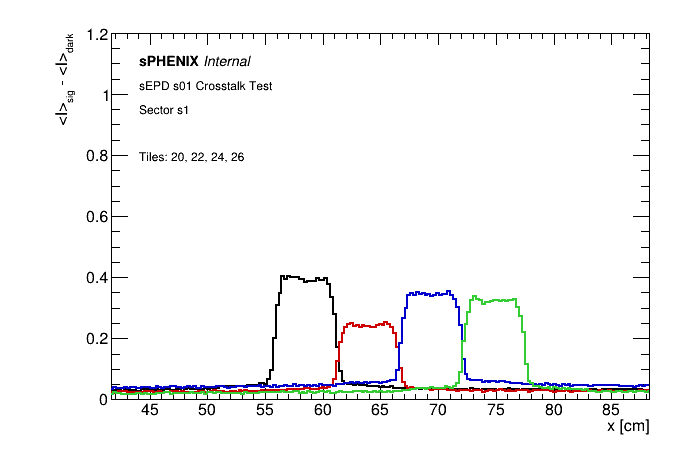 1.2
<I>sig - <I>dark
sPHENIX Internal
sEPD s01 Crosstalk Test
1
Sector s1
0.8
Tiles: 20, 22, 24, 26
0.6
0.4
0.2
0
45 50 55 60 65 70 75 80 85
x [cm]